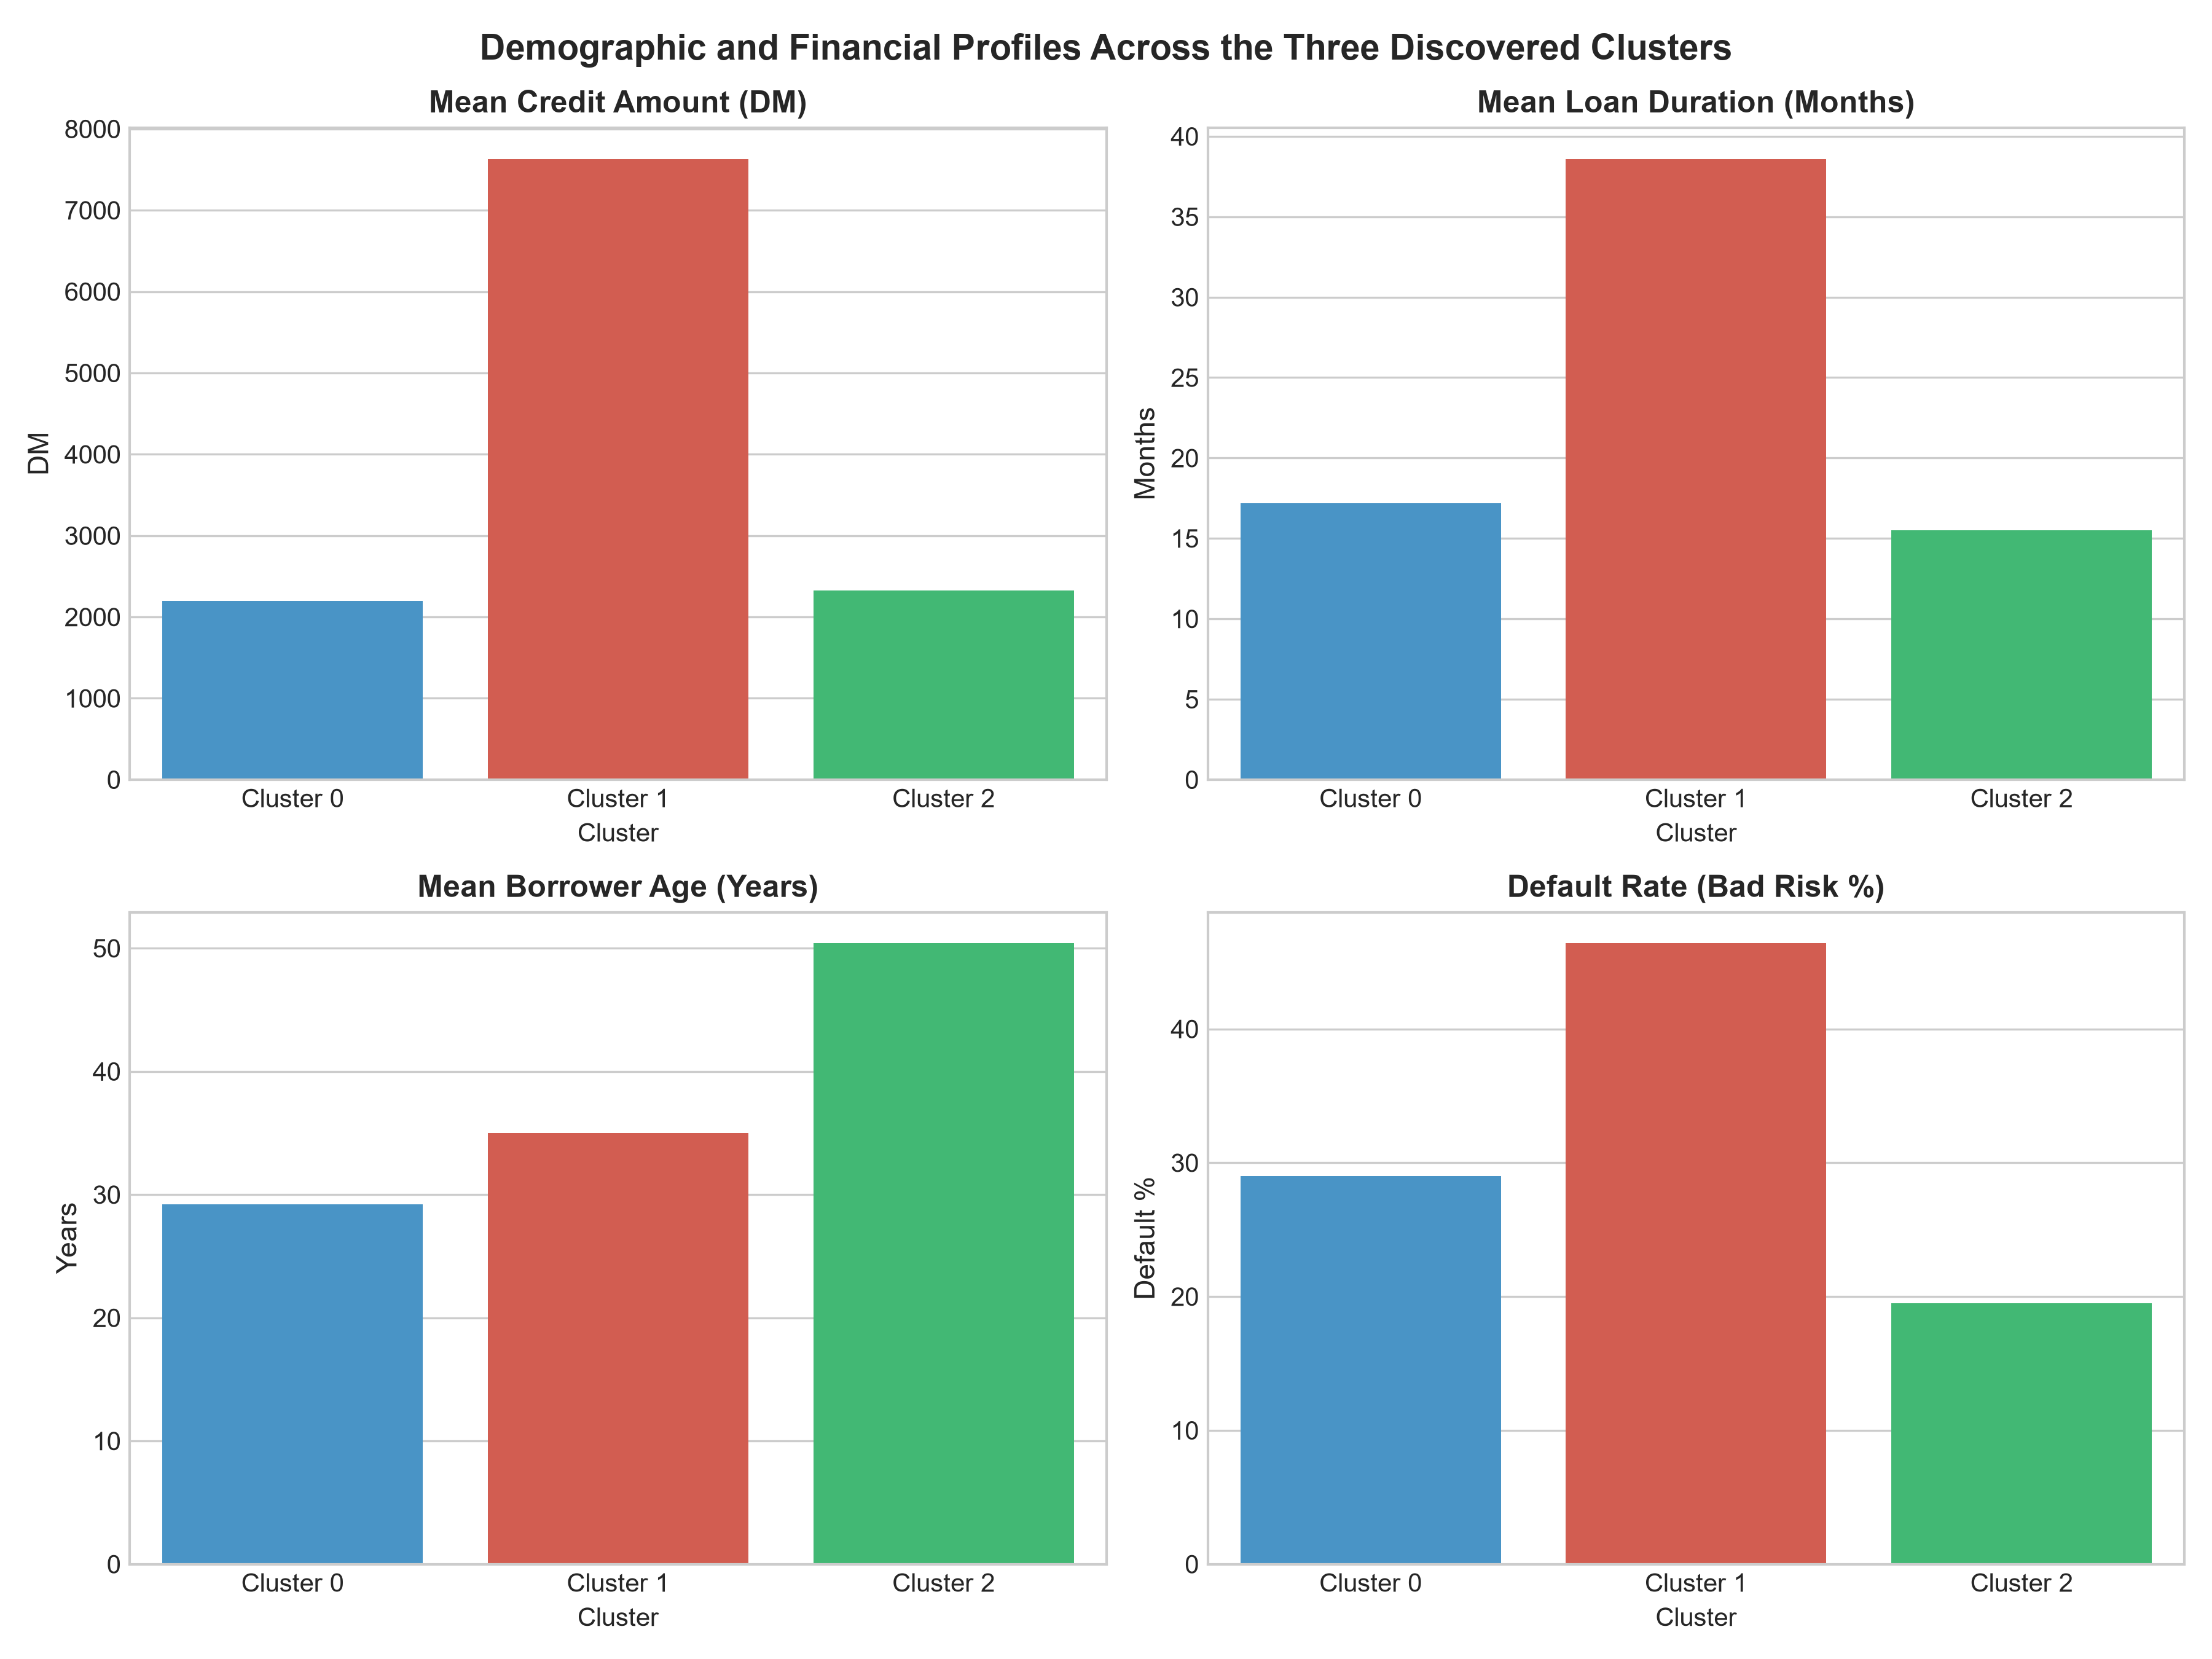 Demographic and Financial Profiles Across the Three Discovered Clusters
Mean Credit Amount (DM)
8000
7000
6000
5000
4000
3000
2000
1000
0
DM
Cluster 0 Cluster 1 Cluster 2
Cluster
Mean Loan Duration (Months)
40
35
30
25
20
15
10
5
0
Months
Cluster 0 Cluster 1 Cluster 2
Cluster
Mean Borrower Age (Years)
50
40
30
20
10
0
Years
Cluster 0 Cluster 1 Cluster 2
Cluster
Default Rate (Bad Risk %)
40
30
20
10
0
Default %
Cluster 0 Cluster 1 Cluster 2
Cluster